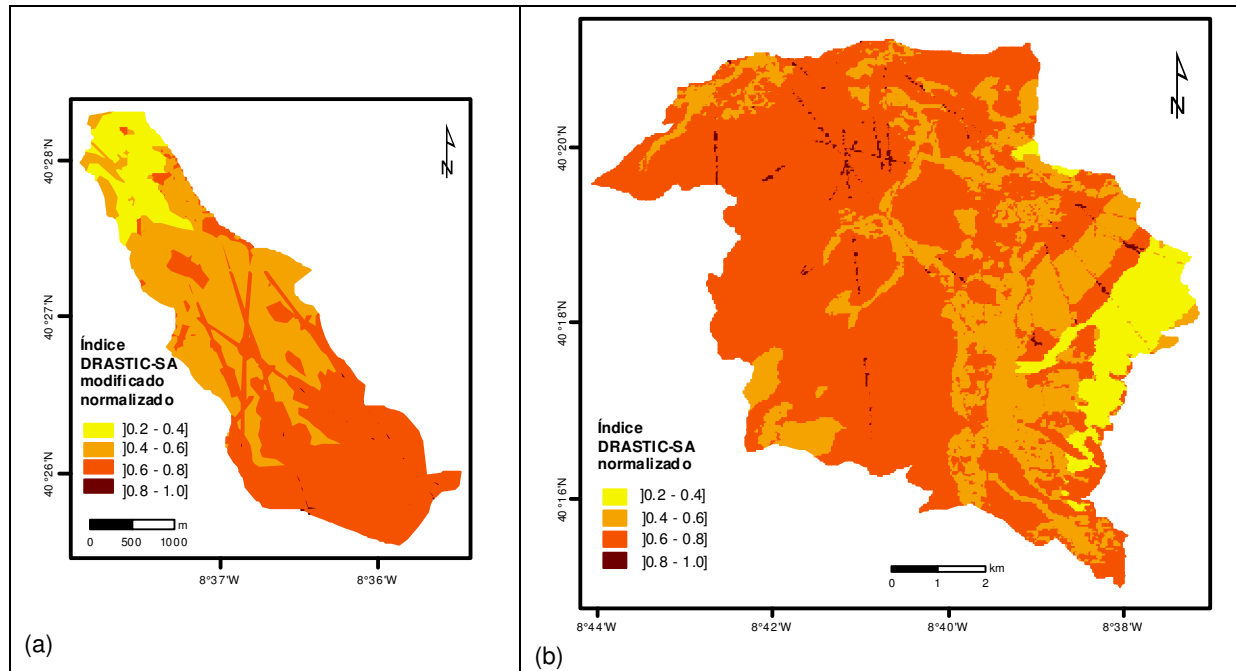 N
40°28'N
40°27'N
40°26'N
Índice
DRASTIC-SA
modificado
normalizado
]0.2 - 0.4]
]0.4 - 0.6]
]0.6 - 0.8]
]0.8 - 1.0]
m
0 500 1000
8°37'W 8°36'W
(a)
N
40°20'N
40°18'N
40°16'N
Índice
DRASTIC-SA
normalizado
]0.2 - 0.4]
]0.4 - 0.6]
]0.6 - 0.8]
]0.8 - 1.0]
km
0 1 2
8°44'W 8°42'W 8°40'W 8°38'W
(b)